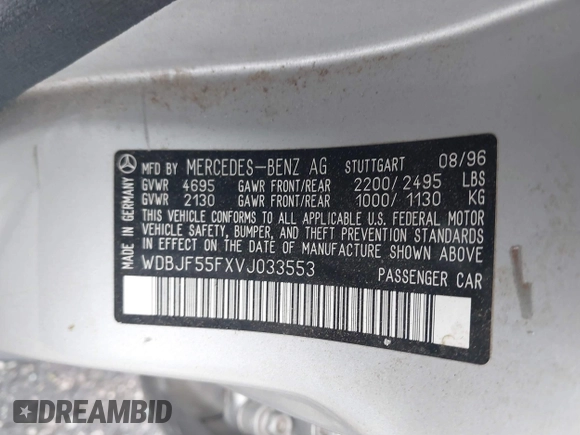 MFD BY MERCEDES-BENZ AG STUTTGART 08/96
GVWR 4695 GAWR FRONT/REAR 2200/2495 LBS
GVWR 2130 GAWR FRONT/REAR 1000/1130 KG
THIS VEHICLE CONFORMS TO ALL APPLICABLE U.S. FEDERAL MOTOR
VEHICLE SAFETY, BUMPER, AND THEFT PREVENTION STANDARDS
IN EFFECT ON THE DATE OF MANUFACTURE SHOWN ABOVE
WDBJF55FXVJ033553 PASSENGER CAR
MADE IN GERMANY
DREAMBID